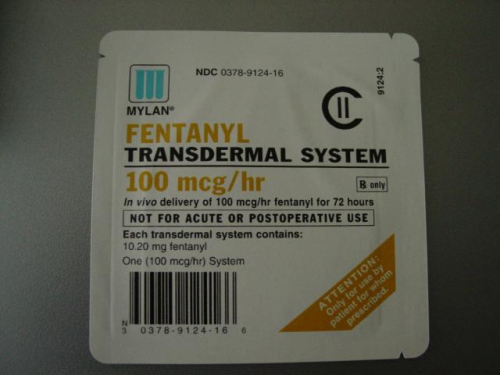 NDC 0378-9124-16
MYLAN®
CII
9124:2
FENTANYL
TRANSDERMAL SYSTEM
100 mcg/hr
Rx only
In vivo delivery of 100 mcg/hr fentanyl for 72 hours
NOT FOR ACUTE OR POSTOPERATIVE USE
Each transdermal system contains:
10.20 mg fentanyl
One (100 mcg/hr) System
ATTENTION:
Only for use by
patient for whom
prescribed.
N
3 0378-9124-16 6